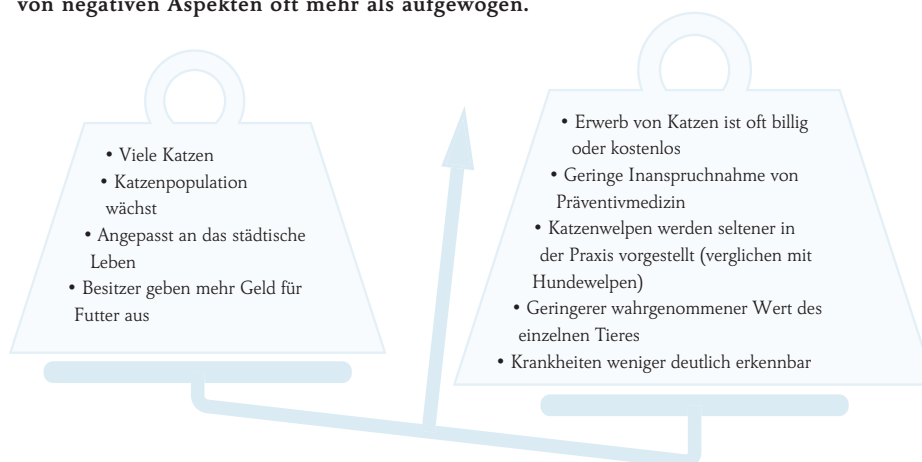 von negativen Aspekten oft mehr als aufgewogen.
• Viele Katzen
• Katzenpopulation
wächst
• Angepasst an das städtische
Leben
• Besitzer geben mehr Geld für
Futter aus
• Erwerb von Katzen ist oft billig
oder kostenlos
• Geringe Inanspruchnahme von
Präventivmedizin
• Katzenwelpen werden seltener in
der Praxis vorgestellt (verglichen mit
Hundewelpen)
• Geringerer wahrgenommener Wert des
einzelnen Tieres
• Krankheiten weniger deutlich erkennbar